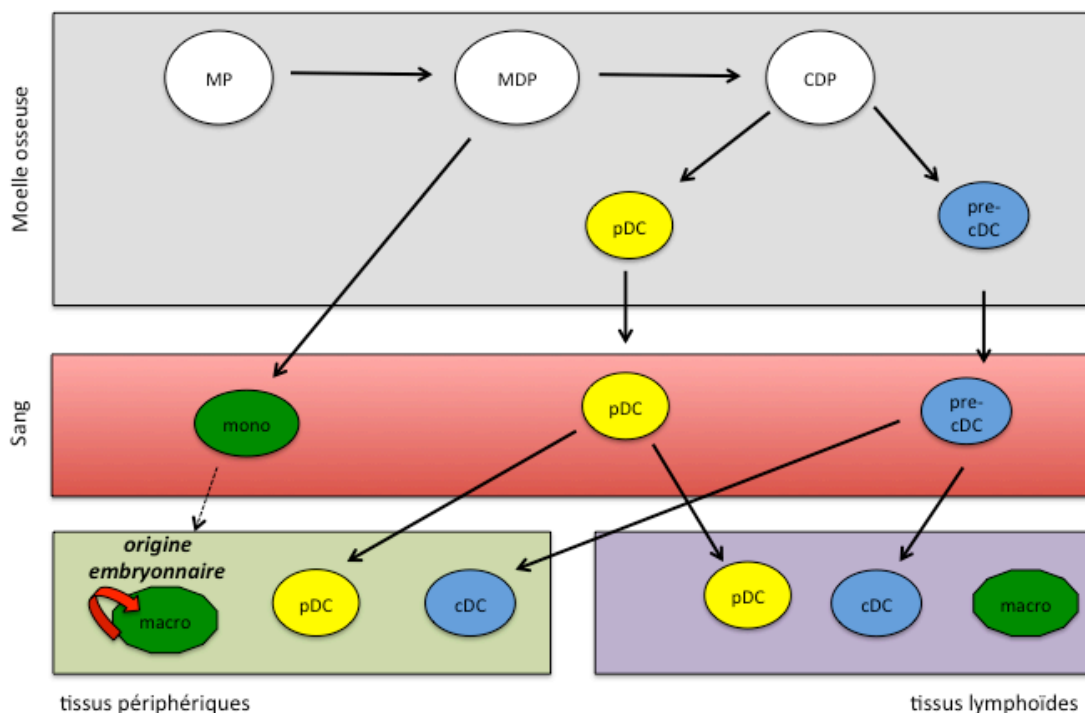 Moelle osseuse
MP
MDP
CDP
pDC
pre-
cDC
Sang
mono
pDC
pre-
cDC
origine
embryonnaire
macro
pDC
cDC
pDC
cDC
macro
tissus périphériques
tissus lymphoïdes